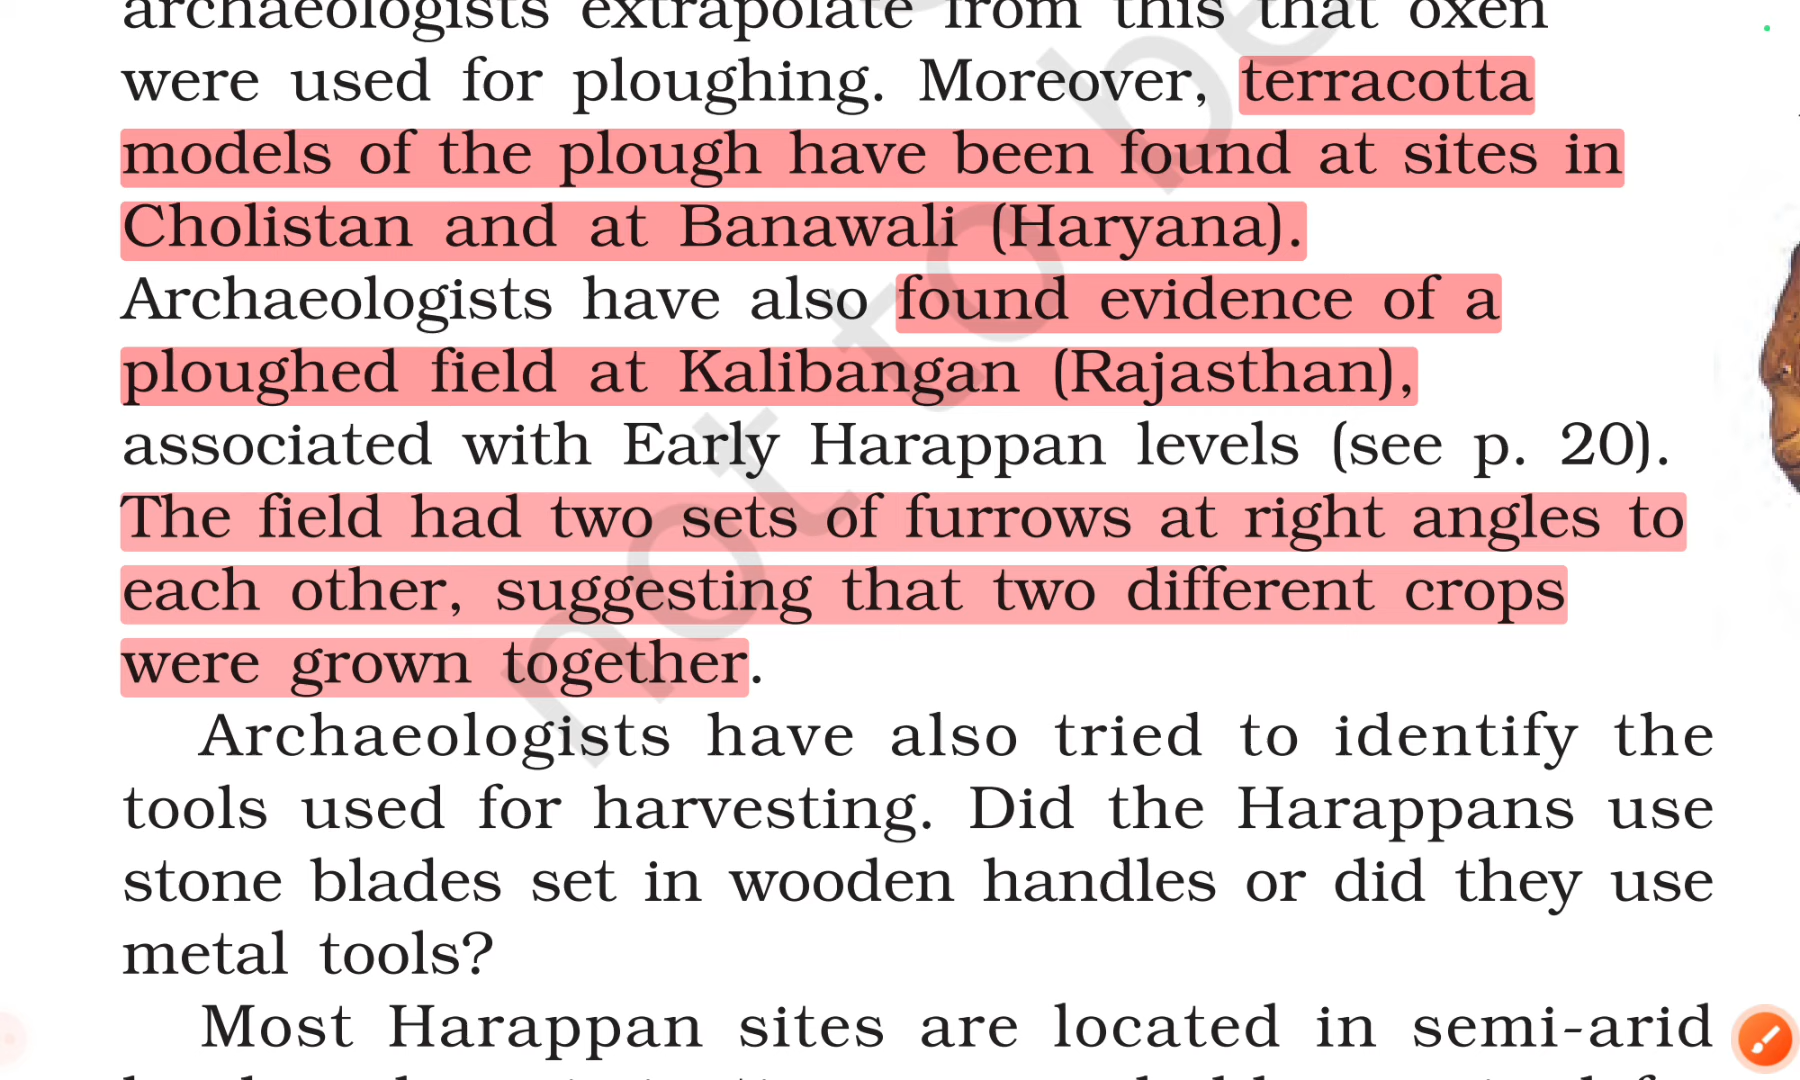 archaeologists extrapolate from this that oxen
were used for ploughing. Moreover, terracotta
models of the plough have been found at sites in
Cholistan and at Banawali (Haryana).
Archaeologists have also found evidence of a
ploughed field at Kalibangan (Rajasthan),
associated with Early Harappan levels (see p. 20).
The field had two sets of furrows at right angles to
each other, suggesting that two different crops
were grown together.
Archaeologists have also tried to identify the
tools used for harvesting. Did the Harappans use
stone blades set in wooden handles or did they use
metal tools?
Most Harappan sites are located in semi-arid
not to be